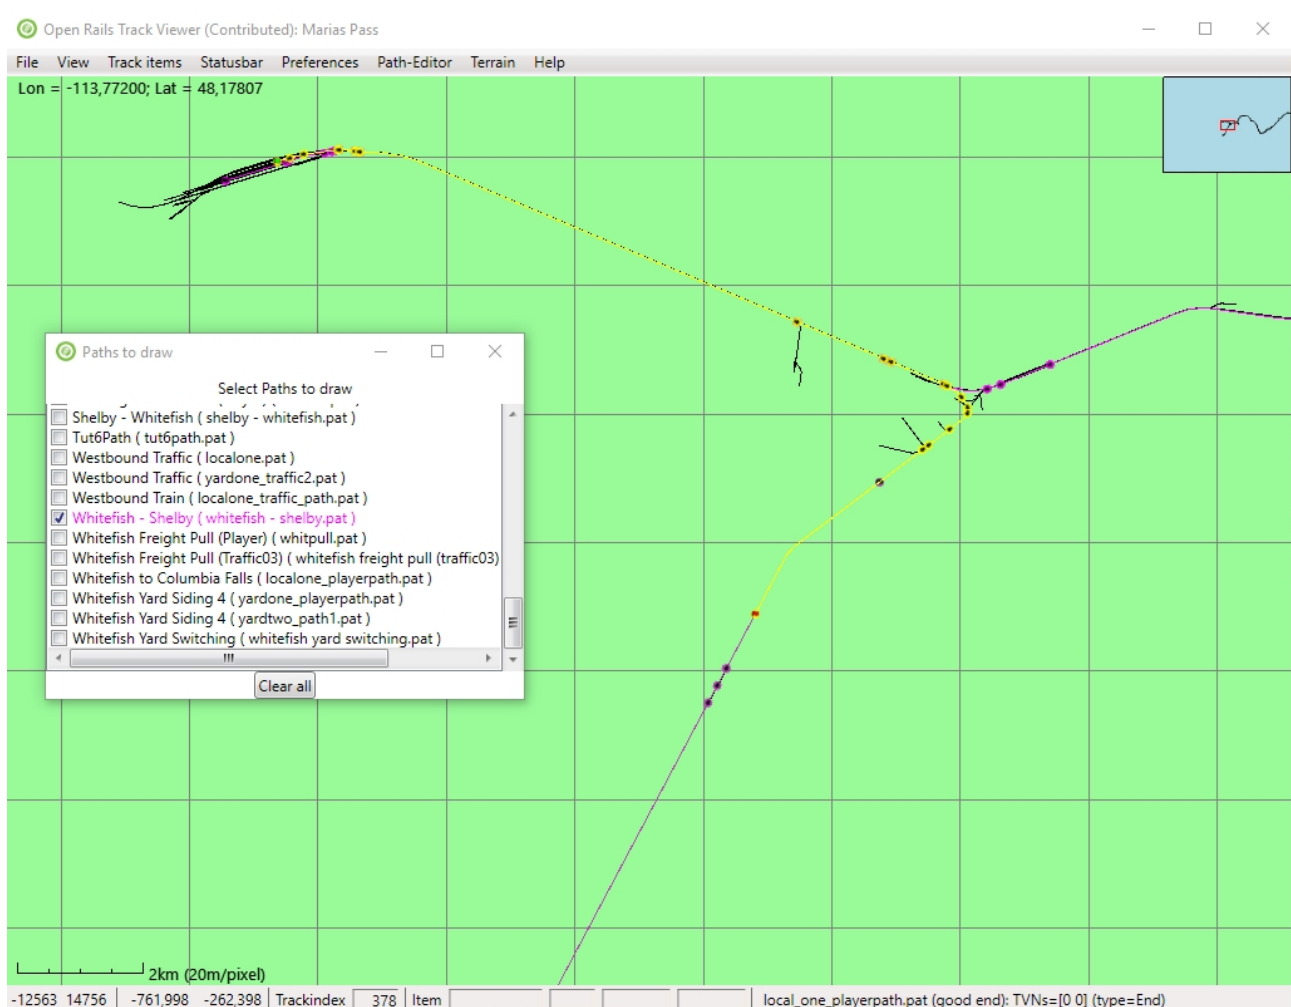 Open Rails Track Viewer (Contributed): Marias Pass
File View Track items Statusbar Preferences Path-Editor Terrain Help
Lon = -113,77200; Lat = 48,17807
Paths to draw
Select Paths to draw
Shelby - Whitefish ( shelby - whitefish.pat )
Tut6Path ( tut6path.pat )
Westbound Traffic ( localone.pat )
Westbound Traffic ( yardone_traffic2.pat )
Westbound Train ( localone_traffic_path.pat )
Whitefish - Shelby ( whitefish - shelby.pat )
Whitefish Freight Pull (Player) ( whitpull.pat )
Whitefish Freight Pull (Traffic03) ( whitefish freight pull (traffic03)
Whitefish to Columbia Falls ( localone_playerpath.pat )
Whitefish Yard Siding 4 ( yardone_playerpath.pat )
Whitefish Yard Siding 4 ( yardtwo_path1.pat )
Whitefish Yard Switching ( whitefish yard switching.pat )
Clear all
2km (20m/pixel)
-12563 14756 -761,998 -262,398 Trackindex 378 Item local_one_playerpath.pat (good end): TVNs=[0 0] (type=End)